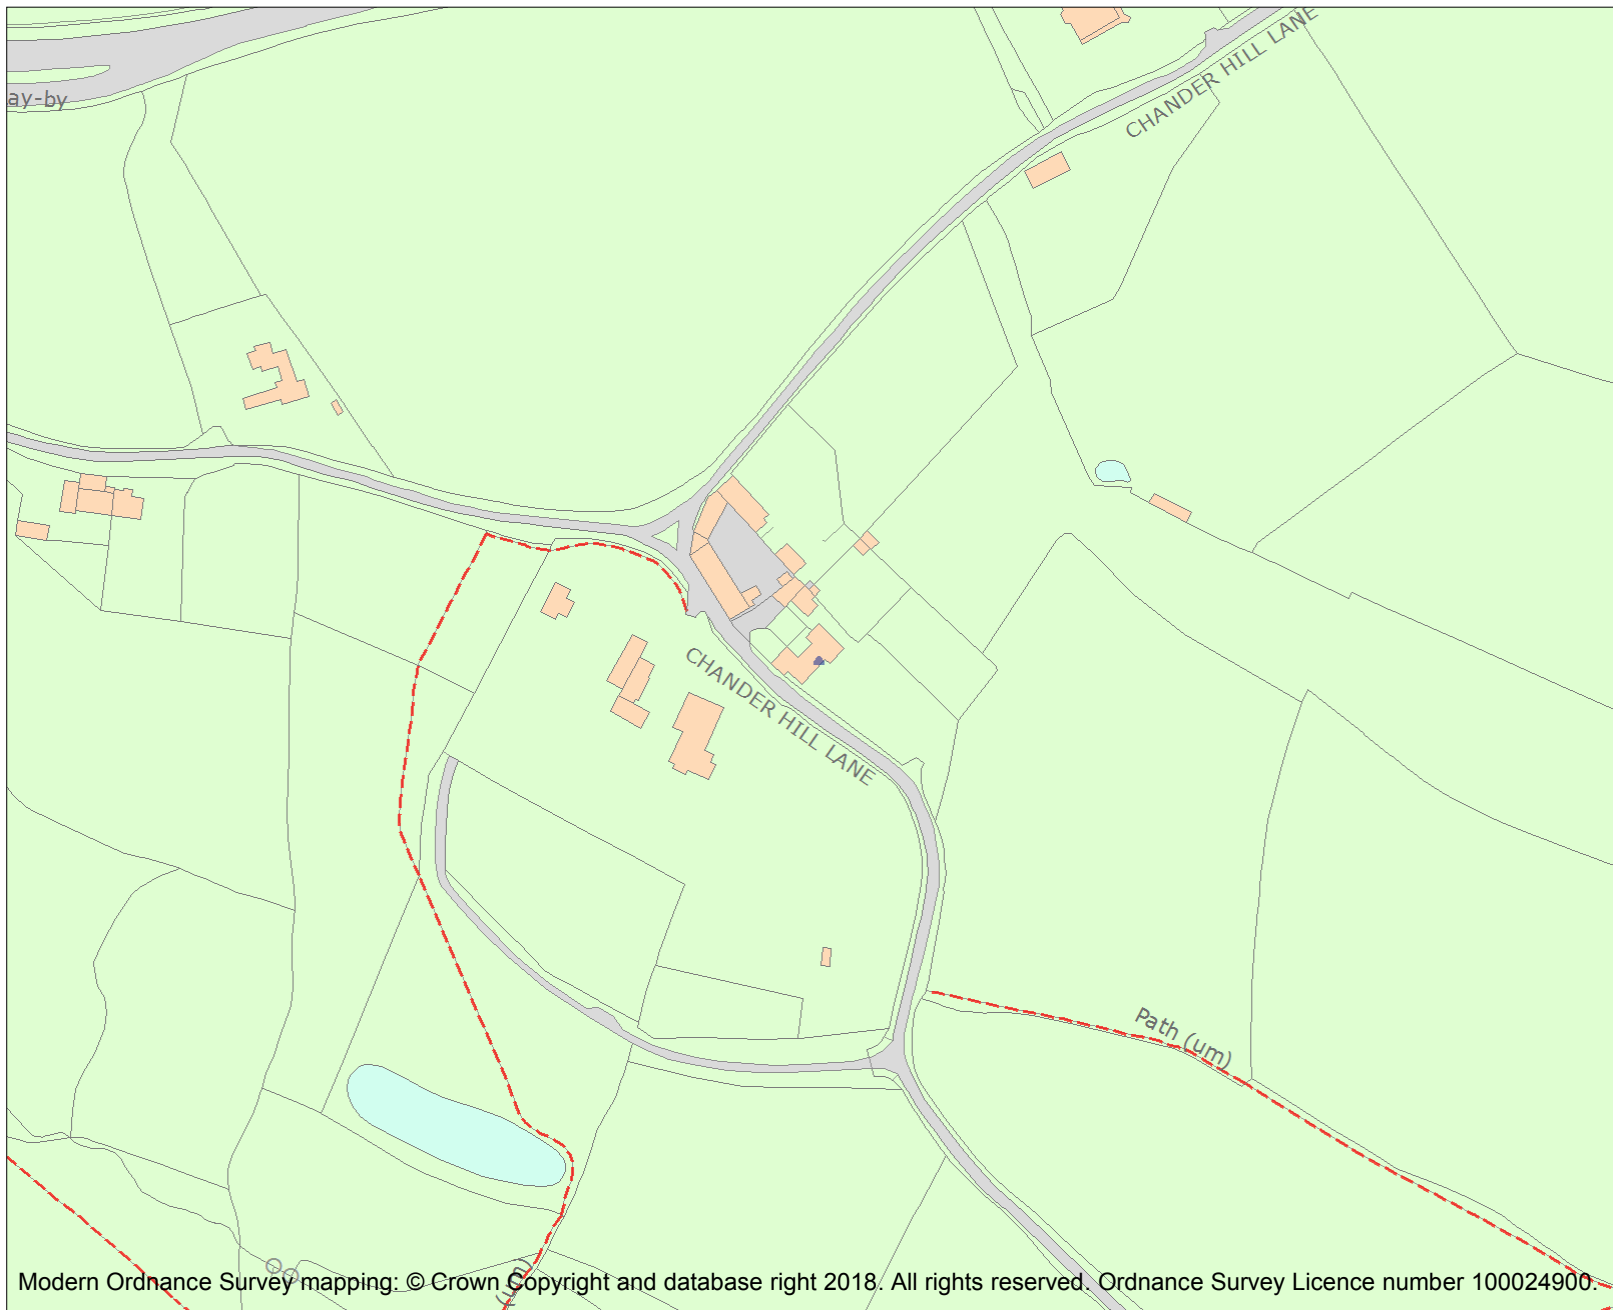 CHANDER HILL LANE
ay-by
CHANDER HILL LANE
Path (um)
(um)
Modern Ordnance Survey mapping: © Crown Copyright and database right 2018. All rights reserved. Ordnance Survey Licence number 100024900.